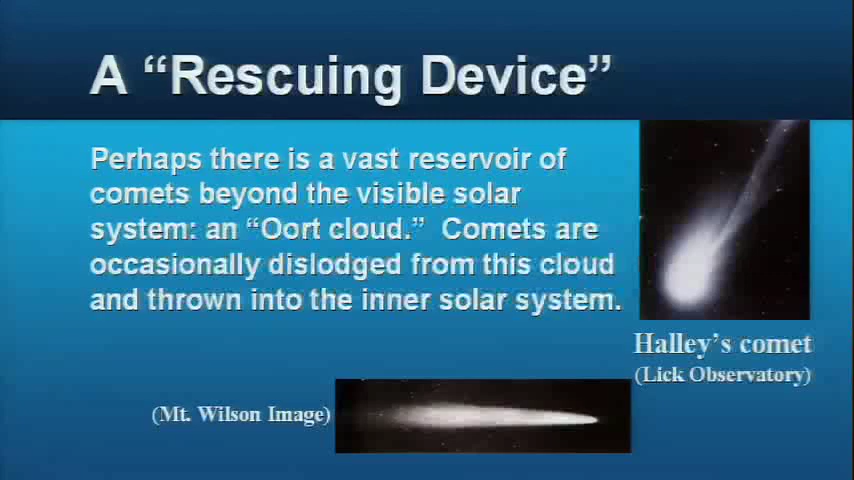 A “Rescuing Device”
Perhaps there is a vast reservoir of
comets beyond the visible solar
system: an “Oort cloud.” Comets are
occasionally dislodged from this cloud
and thrown into the inner solar system.
Halley’s comet
(Lick Observatory)
(Mt. Wilson Image)